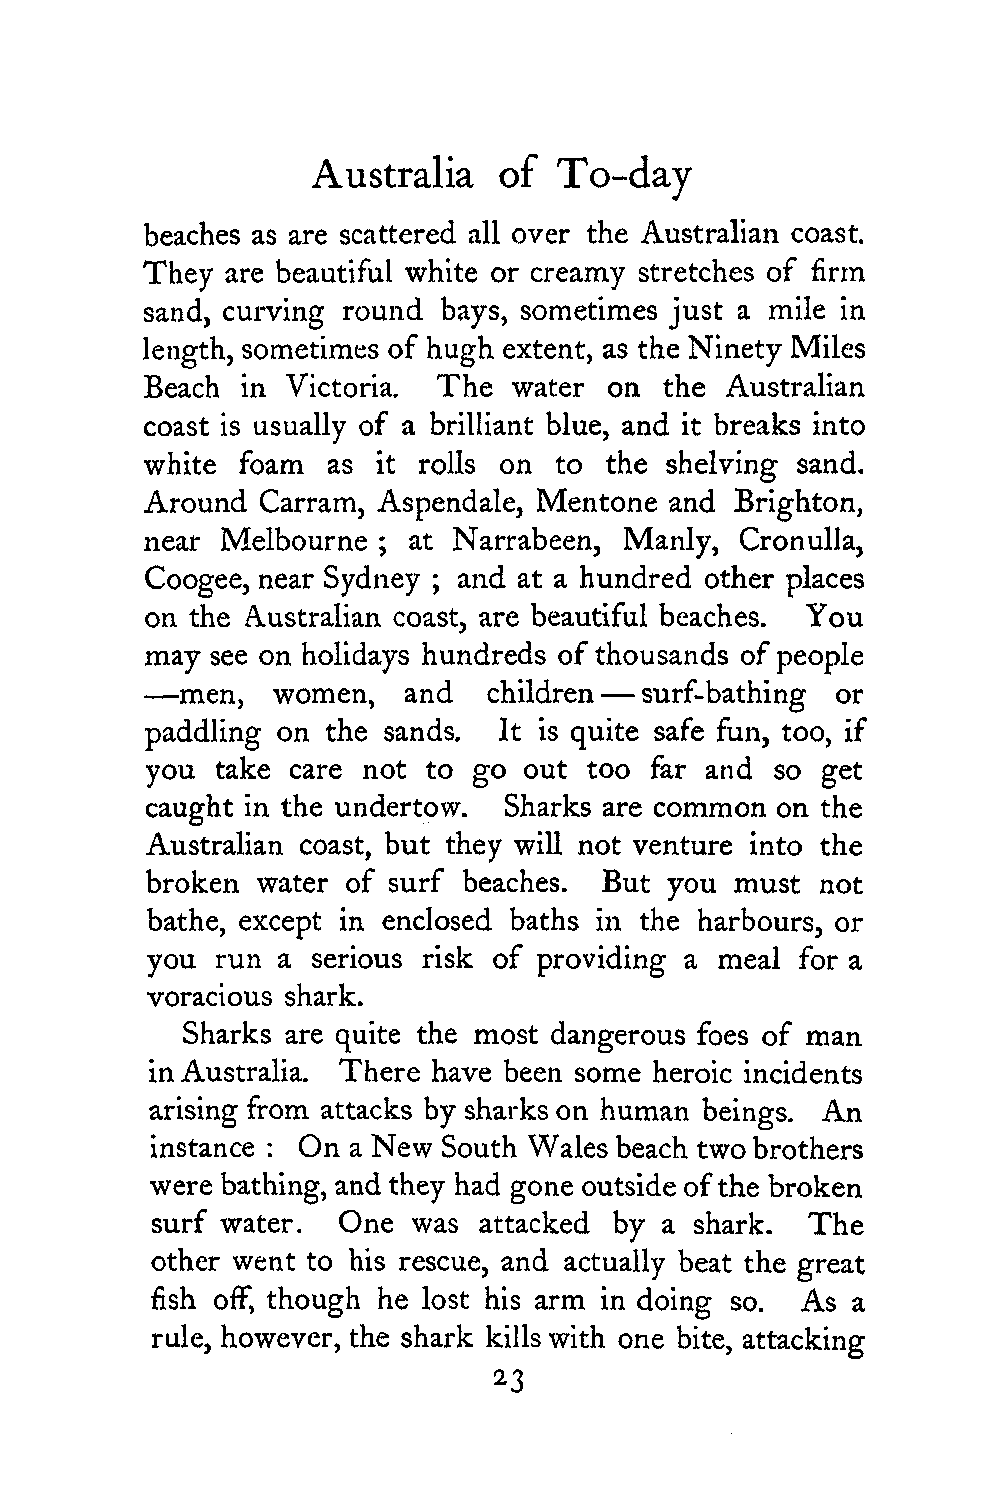 Australia of To-day
beaches as are scattered all over the Australian coast.
They are beautiful white or creamy stretches of firm
sand, curving round bays, sometimes just a mile in
length, sometimes of hugh extent, as the Ninety Miles
Beach in Victoria. The water on the Australian
coast is usually of a brilliant blue, and it breaks into
white foam as it rolls on to the shelving sand.
Around Carram, Aspendale, Mentone and Brighton,
near Melbourne ; at Narrabeen, Manly, Cronulla,
Coogee, near Sydney ; and at a hundred other places
on the Australian coast, are beautiful beaches. You
may see on holidays hundreds of thousands of people
—men, women, and children — surf-bathing or
paddling on the sands. It is quite safe fun, too, if
you take care not to go out too far and so get
caught in the undertow. Sharks are common on the
Australian coast, but they will not venture into the
broken water of surf beaches. But you must not
bathe, except in enclosed baths in the harbours, or
you run a serious risk of providing a meal for a
voracious shark.
Sharks are quite the most dangerous foes of man
in Australia. There have been some heroic incidents
arising from attacks by sharks on human beings. An
instance : On a New South Wales beach two brothers
were bathing, and they had gone outside of the broken
surf water. One was attacked by a shark. The
other went to his rescue, and actually beat the great
fish off, though he lost his arm in doing so. As a
rule, however, the shark kills with one bite, attacking
23